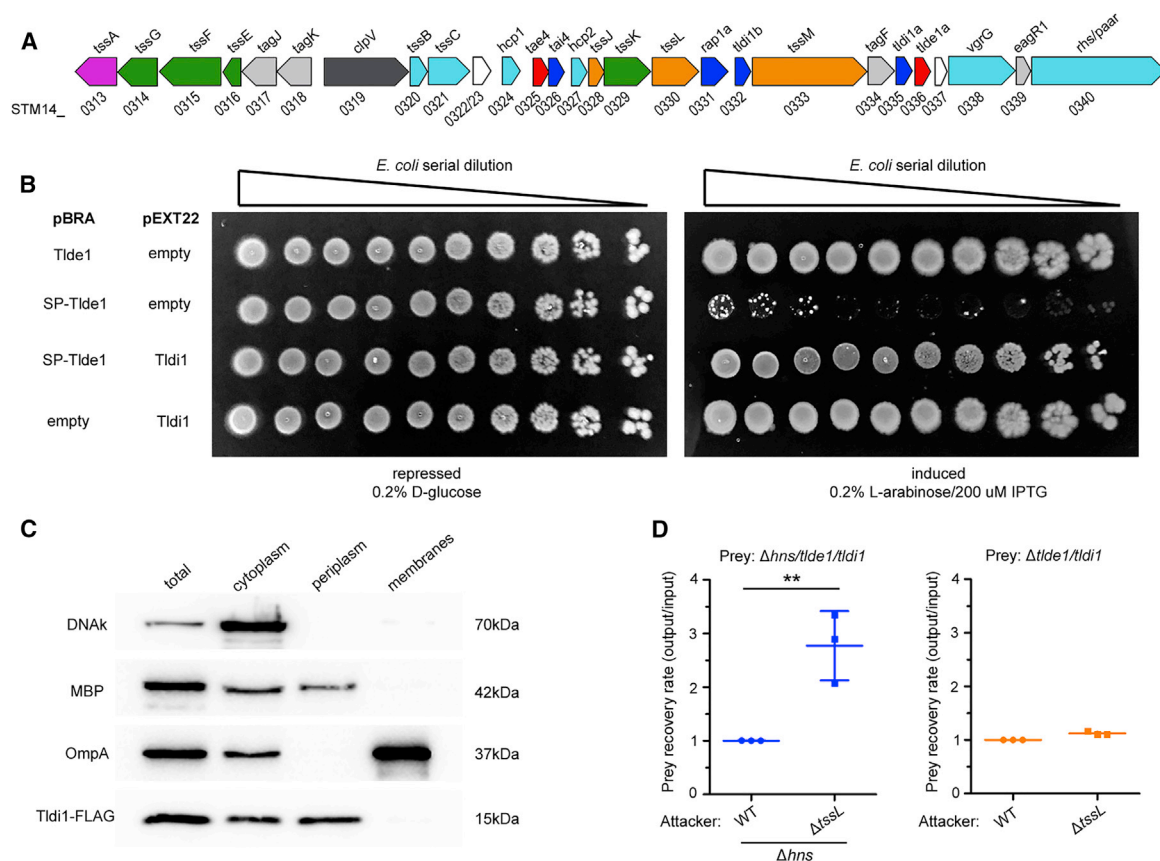 A
tssA tssG tssF tssE tagJ tagK clpV tssB tssC hcp1 tae4 tai4 hcp2 tssJ tssK tssL rap1a tldi1b tssM tagF tldi1a tlde1a vgrG eagR1 rhs/paar
STM14_ 0313 0314 0315 0316 0317 0318 0319 0320 0321 0322/23 0324 0325 0326 0327 0328 0329 0330 0331 0332 0333 0334 0335 0336 0337 0338 0339 0340
B
E. coli serial dilution E. coli serial dilution
pBRA pEXT22
Tlde1 empty
SP-Tlde1 empty
SP-Tlde1 Tldi1
empty Tldi1
repressed induced
0.2% D-glucose 0.2% L-arabinose/200 uM IPTG
C
total cytoplasm periplasm membranes
DNAk 70kDa
MBP 42kDa
OmpA 37kDa
Tldi1-FLAG 15kDa
D
Prey: Δhns/tlde1/tldi1
**
Prey recovery rate (output/input)
4
3
2
1
0
Attacker: WT ΔtssL
Δhns
Prey: Δtlde1/tldi1
Prey recovery rate (output/input)
4
3
2
1
0
Attacker: WT ΔtssL